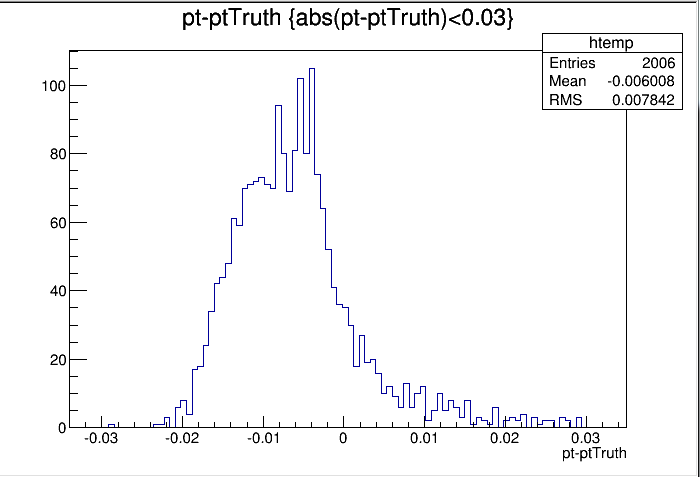 pt-ptTruth {abs(pt-ptTruth)<0.03}
htemp
Entries 2006
Mean -0.006008
RMS 0.007842
100
80
60
40
20
0
-0.03 -0.02 -0.01 0 0.01 0.02 0.03
pt-ptTruth